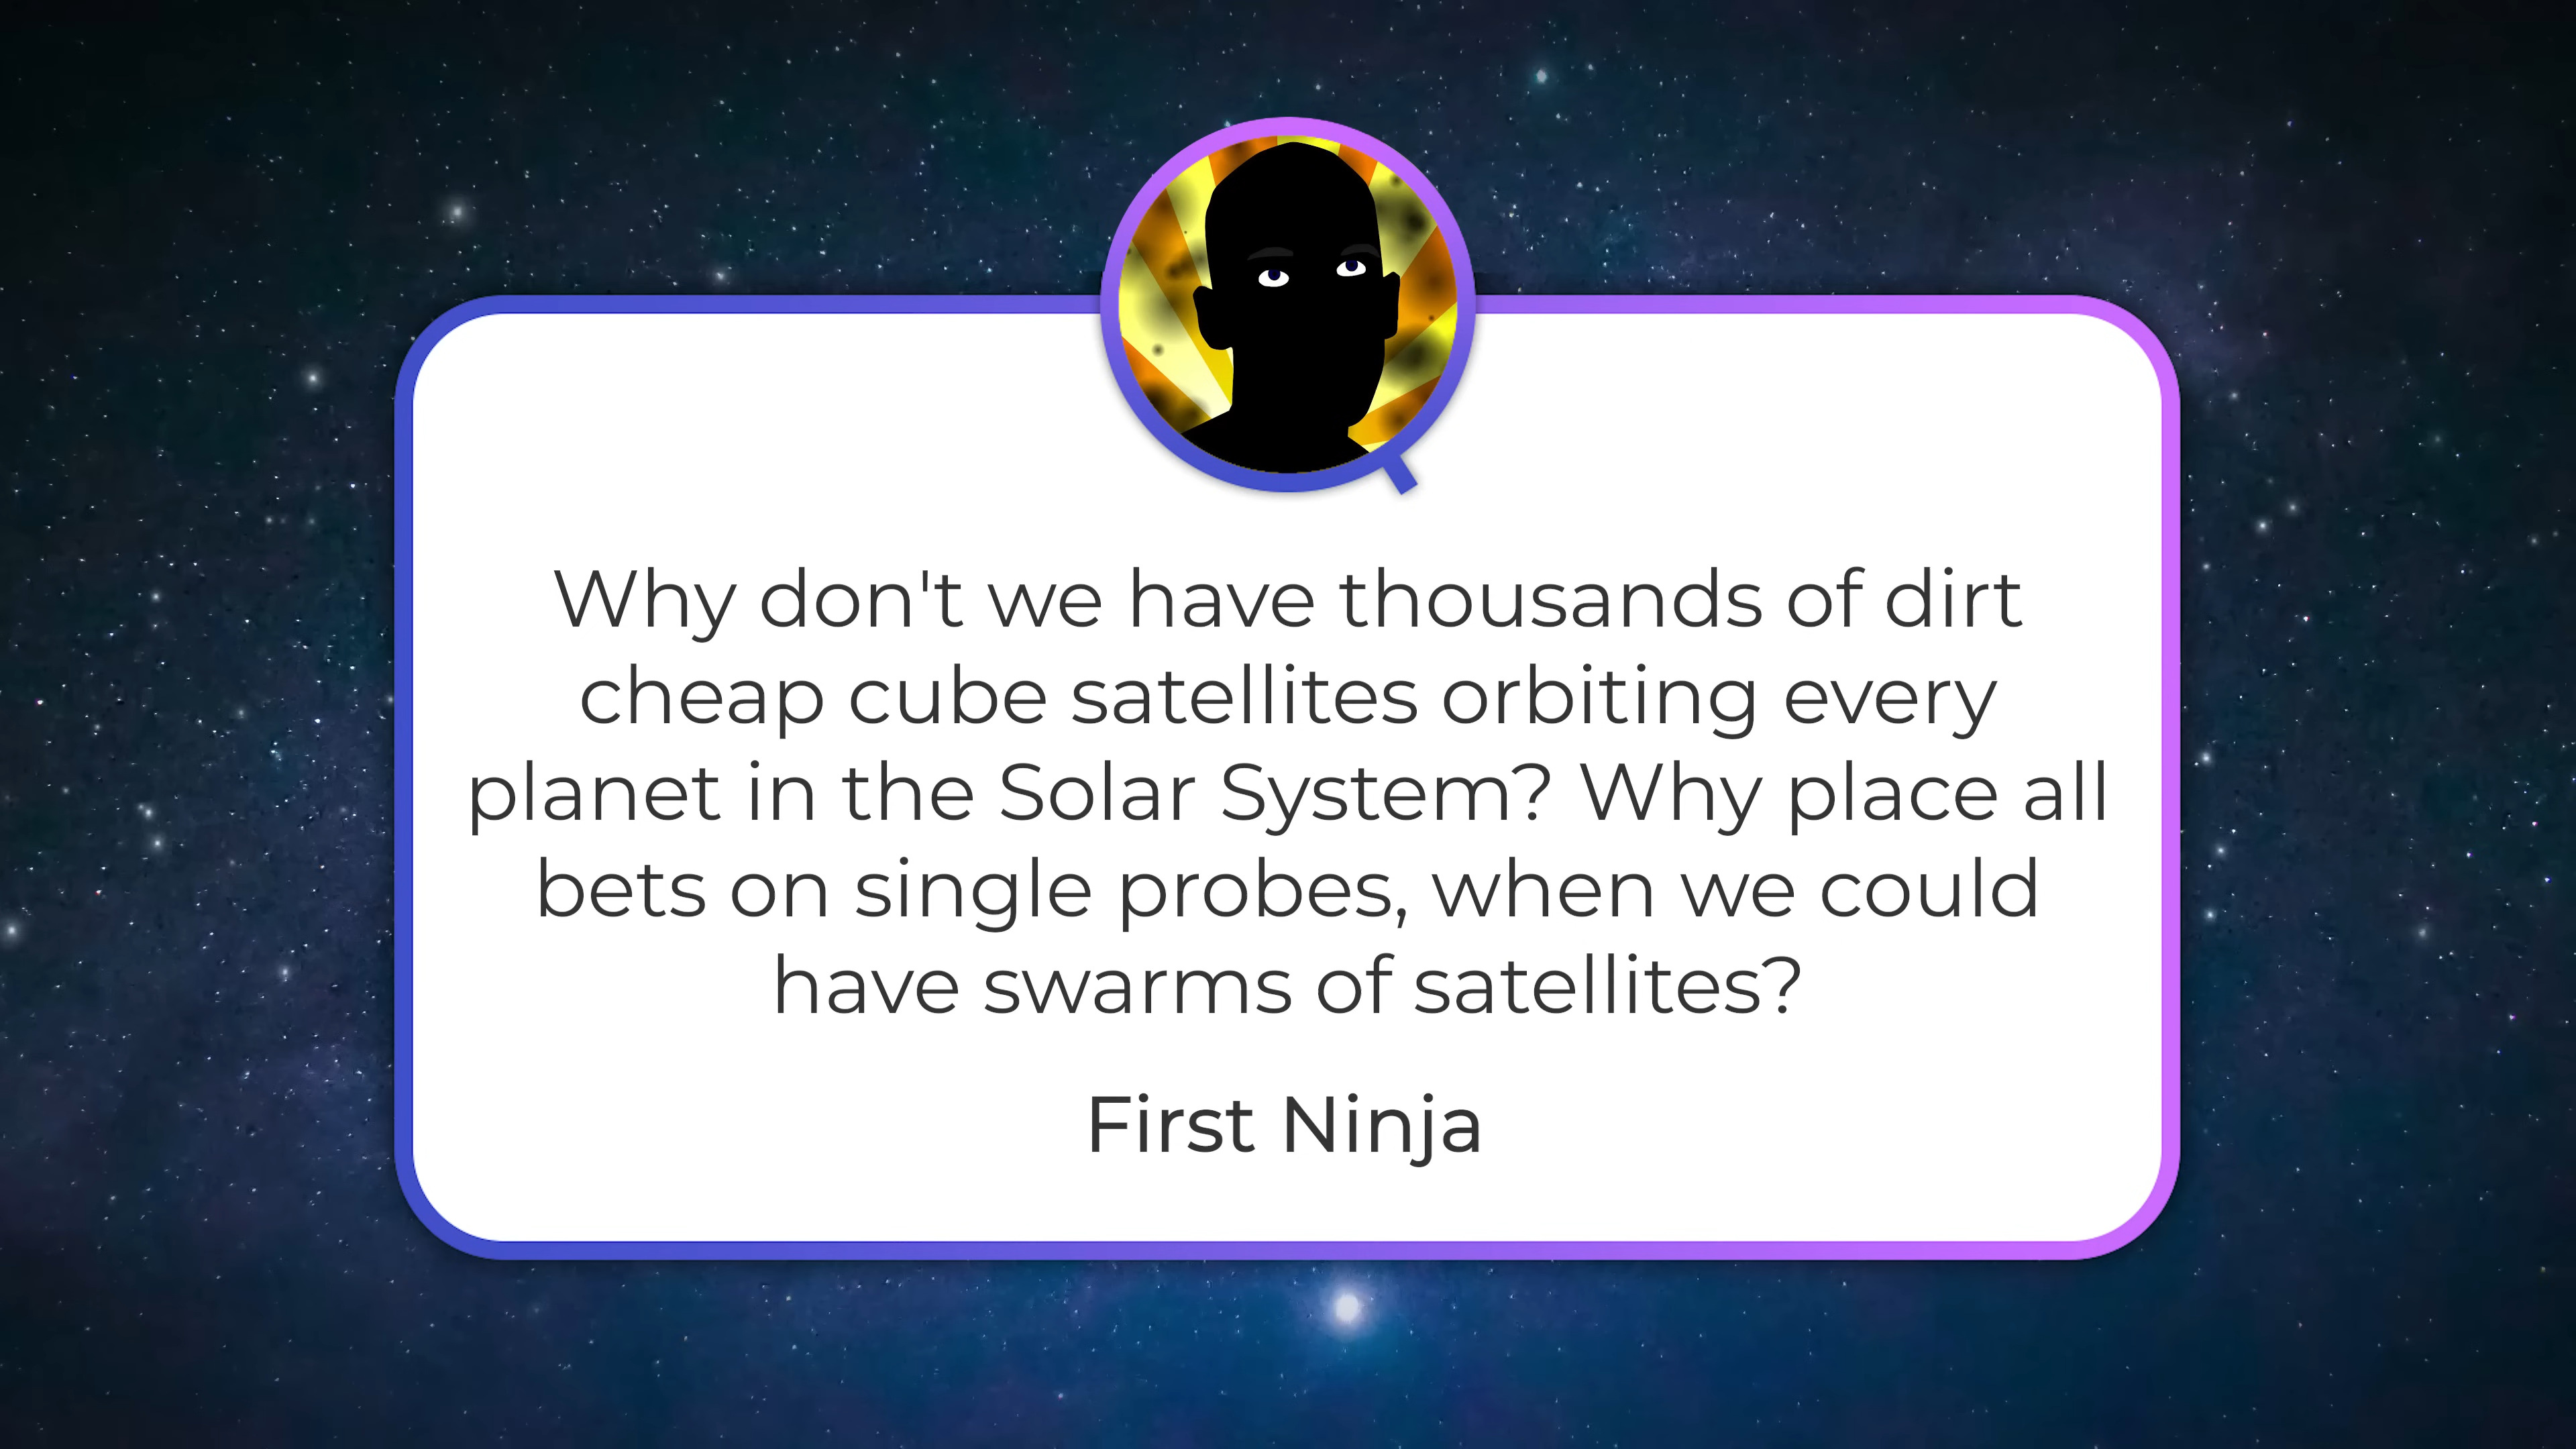 Why don't we have thousands of dirt
cheap cube satellites orbiting every
planet in the Solar System? Why place all
bets on single probes, when we could
have swarms of satellites?
First Ninja